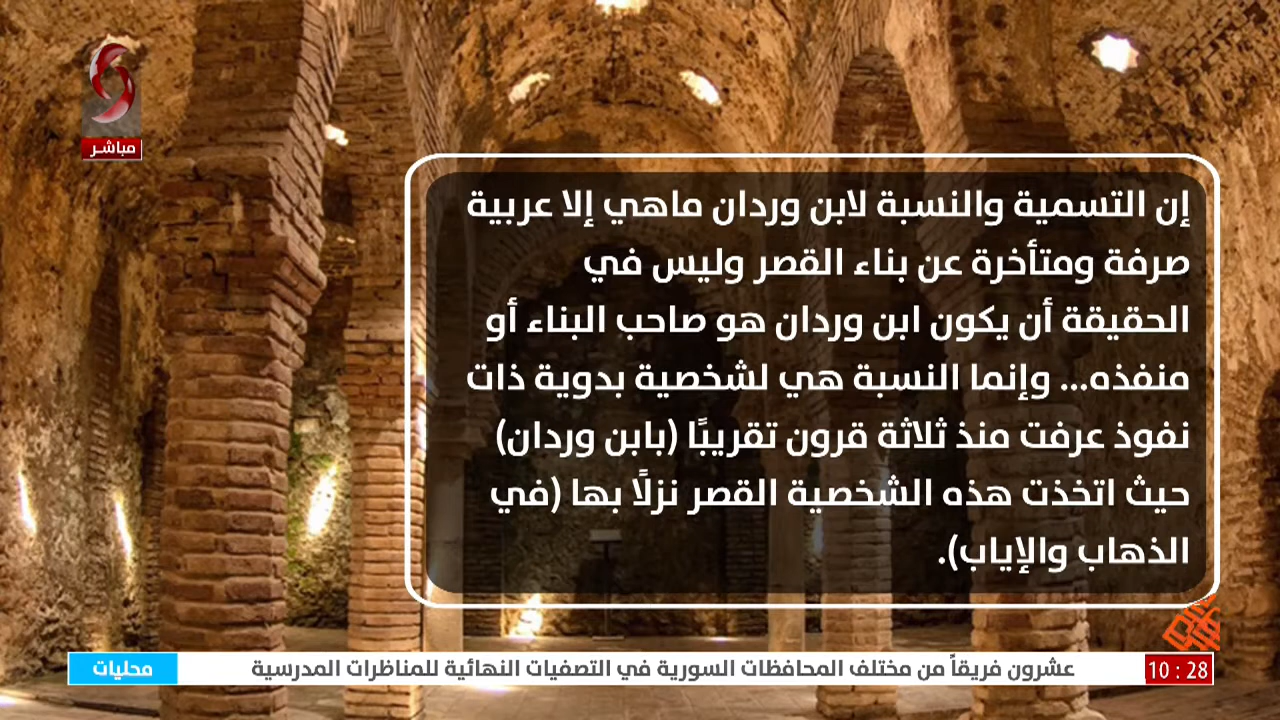 مباشر
إن التسمية والنسبة لابن وردان ماهي إلا عربية
صرفة ومتأخرة عن بناء القصر وليس في
الحقيقة أن يكون ابن وردان هو صاحب البناء أو
منفذه... وإنما النسبة هي لشخصية بدوية ذات
نفوذ عرفت منذ ثلاثة قرون تقريبًا (بابن وردان)
حيث اتخذت هذه الشخصية القصر نزلًا بها (في
الذهاب والإياب).
محليات
عشرون فريقاً من مختلف المحافظات السورية في التصفيات النهائية للمناظرات المدرسية
10 : 28